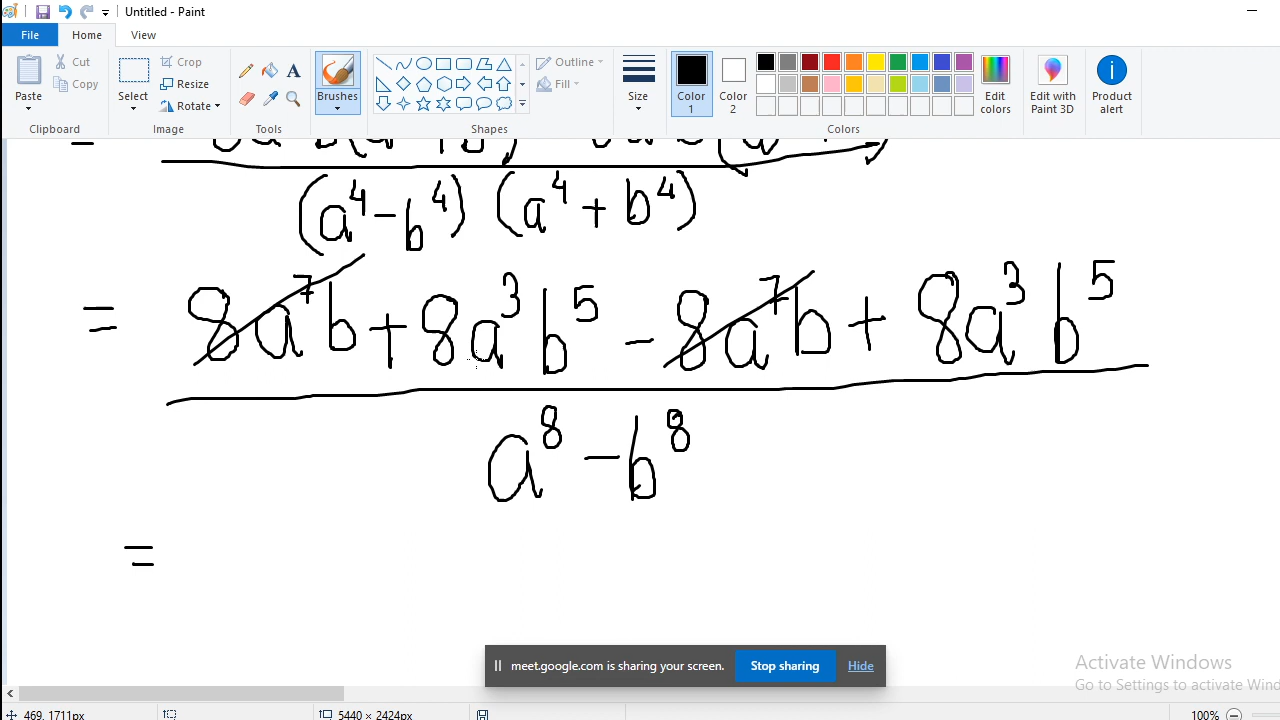 Untitled - Paint
File Home View
Paste Cut Copy Clipboard
Select Crop Resize Rotate Image
Tools
Brushes
Shapes Outline Fill
Size
Color 1 Color 2 Colors Edit colors
Edit with Paint 3D
Product alert
=
(a⁴ - b⁴) (a⁴ + b⁴)
= 8a⁷b + 8a³b⁵ - 8a⁷b + 8a³b⁵
a⁸ - b⁸
=
meet.google.com is sharing your screen. Stop sharing Hide
Activate Windows
Go to Settings to activate Wind
469, 1711px 5440 × 2424px 100%